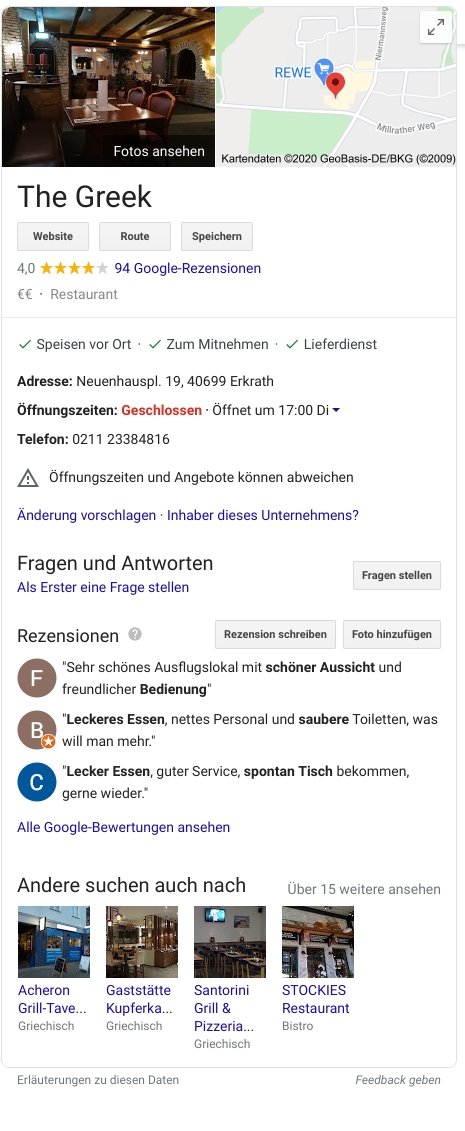 Fotos ansehen
REWE
Niermannsweg
Millrather Weg
Kartendaten ©2020 GeoBasis-DE/BKG (©2009)
The Greek
Website
Route
Speichern
4,0 94 Google-Rezensionen
€€ · Restaurant
Speisen vor Ort · Zum Mitnehmen · Lieferdienst
Adresse: Neuenhauspl. 19, 40699 Erkrath
Öffnungszeiten: Geschlossen · Öffnet um 17:00 Di
Telefon: 0211 23384816
Öffnungszeiten und Angebote können abweichen
Änderung vorschlagen · Inhaber dieses Unternehmens?
Fragen und Antworten
Als Erster eine Frage stellen
Fragen stellen
Rezensionen ?
Rezension schreiben
Foto hinzufügen
F
"Sehr schönes Ausflugslokal mit schöner Aussicht und
freundlicher Bedienung"
B
"Leckeres Essen, nettes Personal und saubere Toiletten, was
will man mehr."
C
"Lecker Essen, guter Service, spontan Tisch bekommen,
gerne wieder."
Alle Google-Bewertungen ansehen
Andere suchen auch nach
Über 15 weitere ansehen
Acheron
Grill-Tave...
Griechisch
Gaststätte
Kupferka...
Griechisch
Santorini
Grill &
Pizzeria...
Griechisch
STOCKIES
Restaurant
Bistro
Erläuterungen zu diesen Daten
Feedback geben